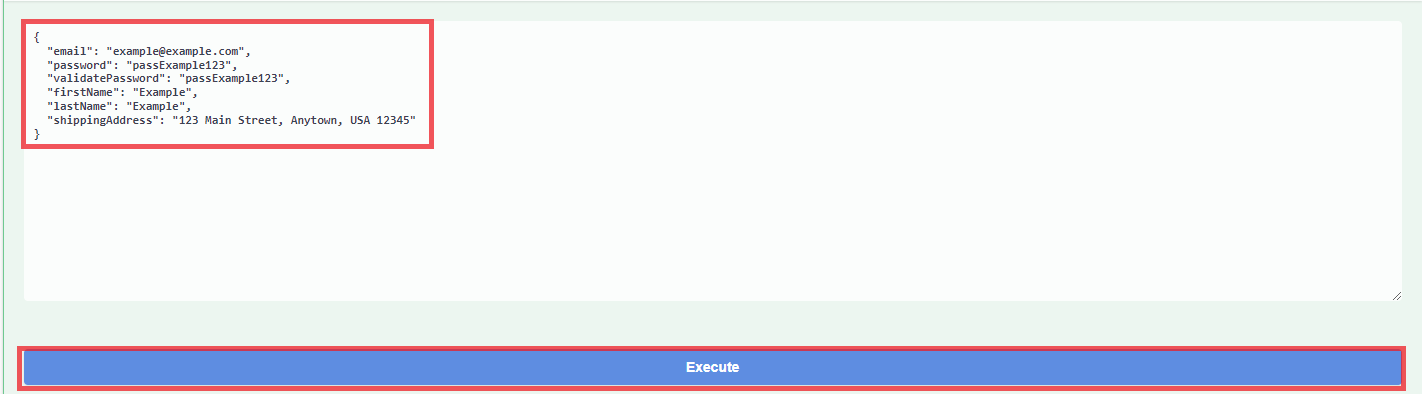 {
  "email": "example@example.com",
  "password": "passExample123",
  "validatePassword": "passExample123",
  "firstName": "Example",
  "lastName": "Example",
  "shippingAddress": "123 Main Street, Anytown, USA 12345"
}
Execute